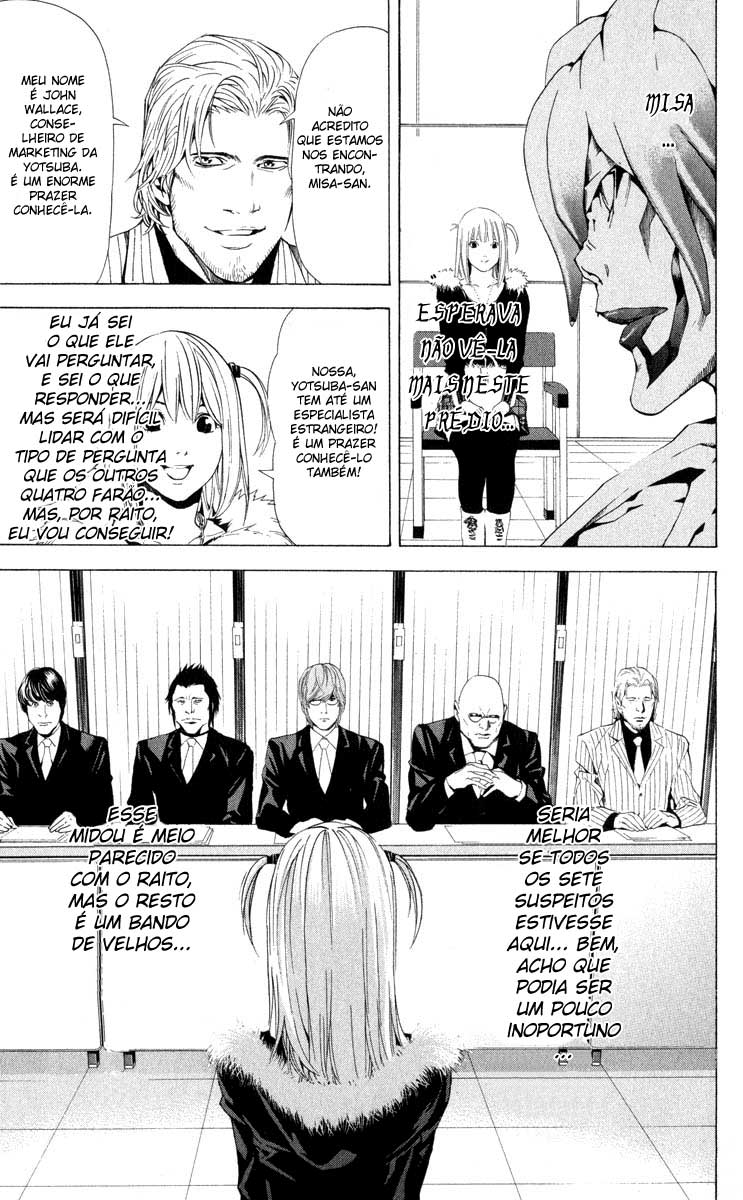 MISA
...
ESPERAVA
NÃO VÊ-LA
MAIS NESTE
PRÉDIO...
NÃO
ACREDITO
QUE ESTAMOS
NOS ENCON-
TRANDO,
MISA-SAN.
MEU NOME
É JOHN
WALLACE,
CONSE-
LHEIRO DE
MARKETING DA
YOTSUBA.
É UM ENORME
PRAZER
CONHECÊ-LA.
NOSSA,
YOTSUBA-SAN
TEM ATÉ UM
ESPECIALISTA
ESTRANGEIRO!
É UM PRAZER
CONHECÊ-LO
TAMBÉM!
EU JÁ SEI
O QUE ELE
VAI PERGUNTAR,
E SEI O QUE
RESPONDER....
MAS SERÁ DIFÍCIL
LIDAR COM O
TIPO DE PERGUNTA
QUE OS OUTROS
QUATRO FARÃO...
MAS, POR RAITO,
EU VOU CONSEGUIR!
SERIA
MELHOR
SE TODOS
OS SETE
SUSPEITOS
ESTIVESSE
AQUI... BEM,
ACHO QUE
PODIA SER
UM POUCO
INOPORTUNO
...
ESSE
MIDOU É MEIO
PARECIDO
COM O RAITO,
MAS O RESTO
É UM BANDO
DE VELHOS...